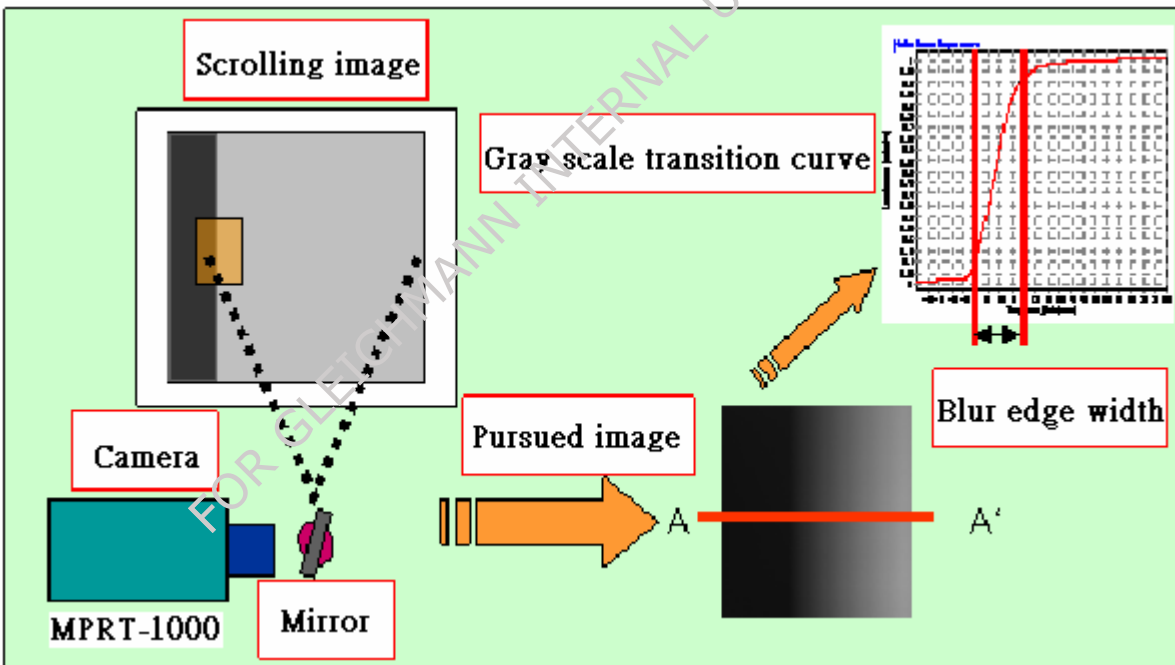 Scrolling image
Gray scale transition curve
Camera
Pursued image
Blur edge width
A
A'
MPRT-1000
Mirror
FOR GLEICHMANN INTERNAL U